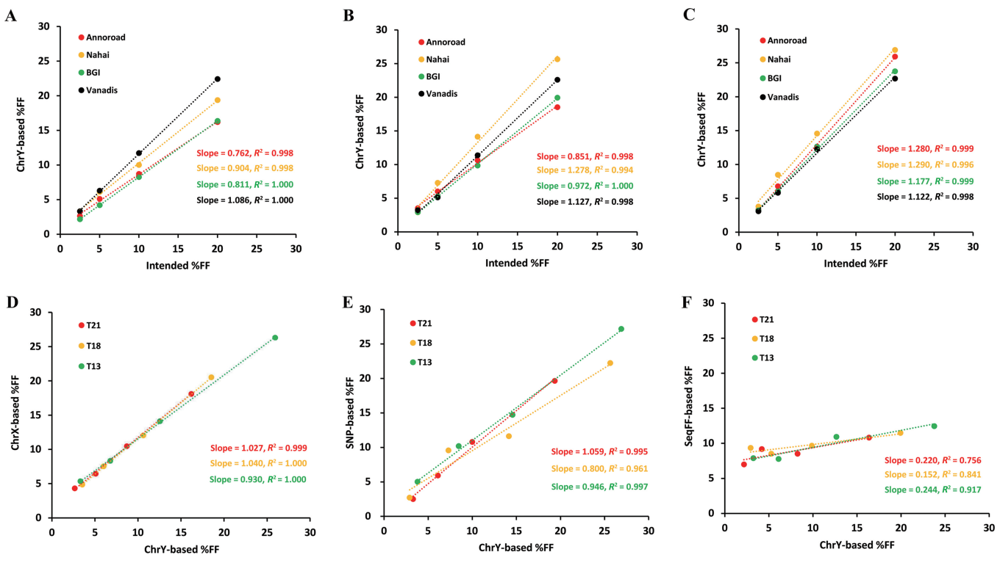 A
30
25
20
15
10
5
0
ChrY-based %FF
Annoroad
Nahai
BGI
Vanadis
Slope = 0.762, R² = 0.998
Slope = 0.904, R² = 0.998
Slope = 0.811, R² = 1.000
Slope = 1.086, R² = 1.000
0 5 10 15 20 25 30
Intended %FF
B
30
25
20
15
10
5
0
ChrY-based %FF
Annoroad
Nahai
BGI
Vanadis
Slope = 0.851, R² = 0.998
Slope = 1.278, R² = 0.994
Slope = 0.972, R² = 1.000
Slope = 1.127, R² = 0.998
0 5 10 15 20 25 30
Intended %FF
C
30
25
20
15
10
5
0
ChrY-based %FF
Annoroad
Nahai
BGI
Vanadis
Slope = 1.280, R² = 0.999
Slope = 1.290, R² = 0.996
Slope = 1.177, R² = 0.999
Slope = 1.122, R² = 0.998
0 5 10 15 20 25 30
Intended %FF
D
30
25
20
15
10
5
0
ChrX-based %FF
T21
T18
T13
Slope = 1.027, R² = 0.999
Slope = 1.040, R² = 1.000
Slope = 0.930, R² = 1.000
0 5 10 15 20 25 30
ChrY-based %FF
E
30
25
20
15
10
5
0
SNP-based %FF
T21
T18
T13
Slope = 1.059, R² = 0.995
Slope = 0.800, R² = 0.961
Slope = 0.946, R² = 0.997
0 5 10 15 20 25 30
ChrY-based %FF
F
30
25
20
15
10
5
0
SeqFF-based %FF
T21
T18
T13
Slope = 0.220, R² = 0.756
Slope = 0.152, R² = 0.841
Slope = 0.244, R² = 0.917
0 5 10 15 20 25 30
ChrY-based %FF